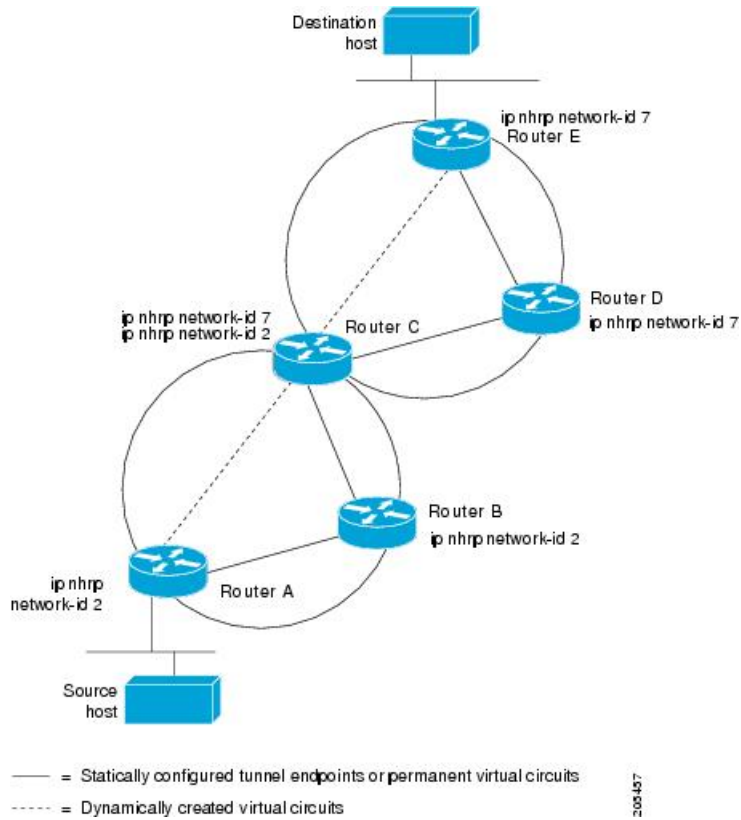 Destination
host
ip nhrp network-id 7
Router E
Router D
ip nhrp network-id 7
ip nhrp network-id 7
ip nhrp network-id 2
Router C
Router B
ip nhrp network-id 2
ip nhrp
network-id 2
Router A
Source
host
= Statically configured tunnel endpoints or permanent virtual circuits
= Dynamically created virtual circuits